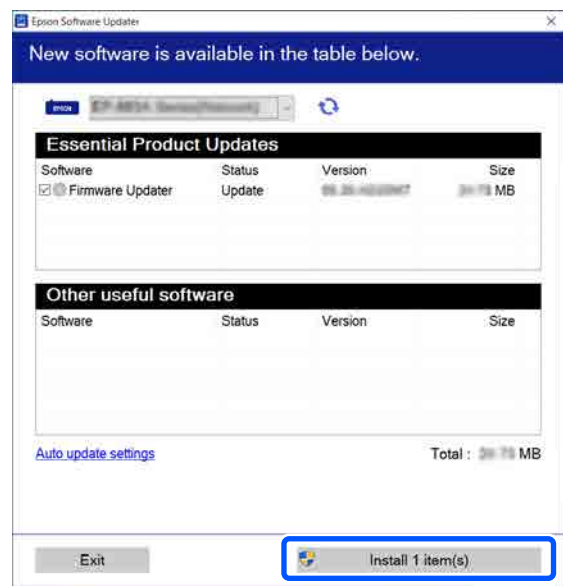 Epson Software Updater
New software is available in the table below.
EPSON
Essential Product Updates
Software Status Version Size
Firmware Updater Update MB
Other useful software
Software Status Version Size
Auto update settings Total : MB
Exit Install 1 item(s)